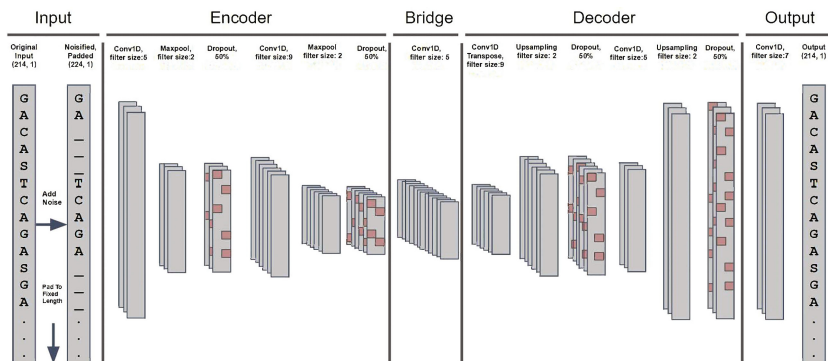 Input
Encoder
Bridge
Decoder
Output
Original
Input
(214, 1)
Noisified,
Padded
(224, 1)
Conv1D,
filter size:5
Maxpool,
filter size:2
Dropout,
50%
Conv1D,
filter size:9
Maxpool
filter size: 2
Dropout,
50%
Conv1D,
filter size: 5
Conv1D
Transpose,
filter size:9
Upsampling
filter size: 2
Dropout,
50%
Conv1D,
filter size:5
Upsampling
filter size: 2
Dropout,
50%
Conv1D,
filter size:7
Output
(214, 1)
G
A
C
A
S
T
C
A
G
A
S
G
A
.
.
.
Add
Noise
Pad To
Fixed
Length
G
A
_
_
_
T
C
A
G
A
_
_
_
.
.
.
G
A
C
A
S
T
C
A
G
A
S
G
A
.
.
.